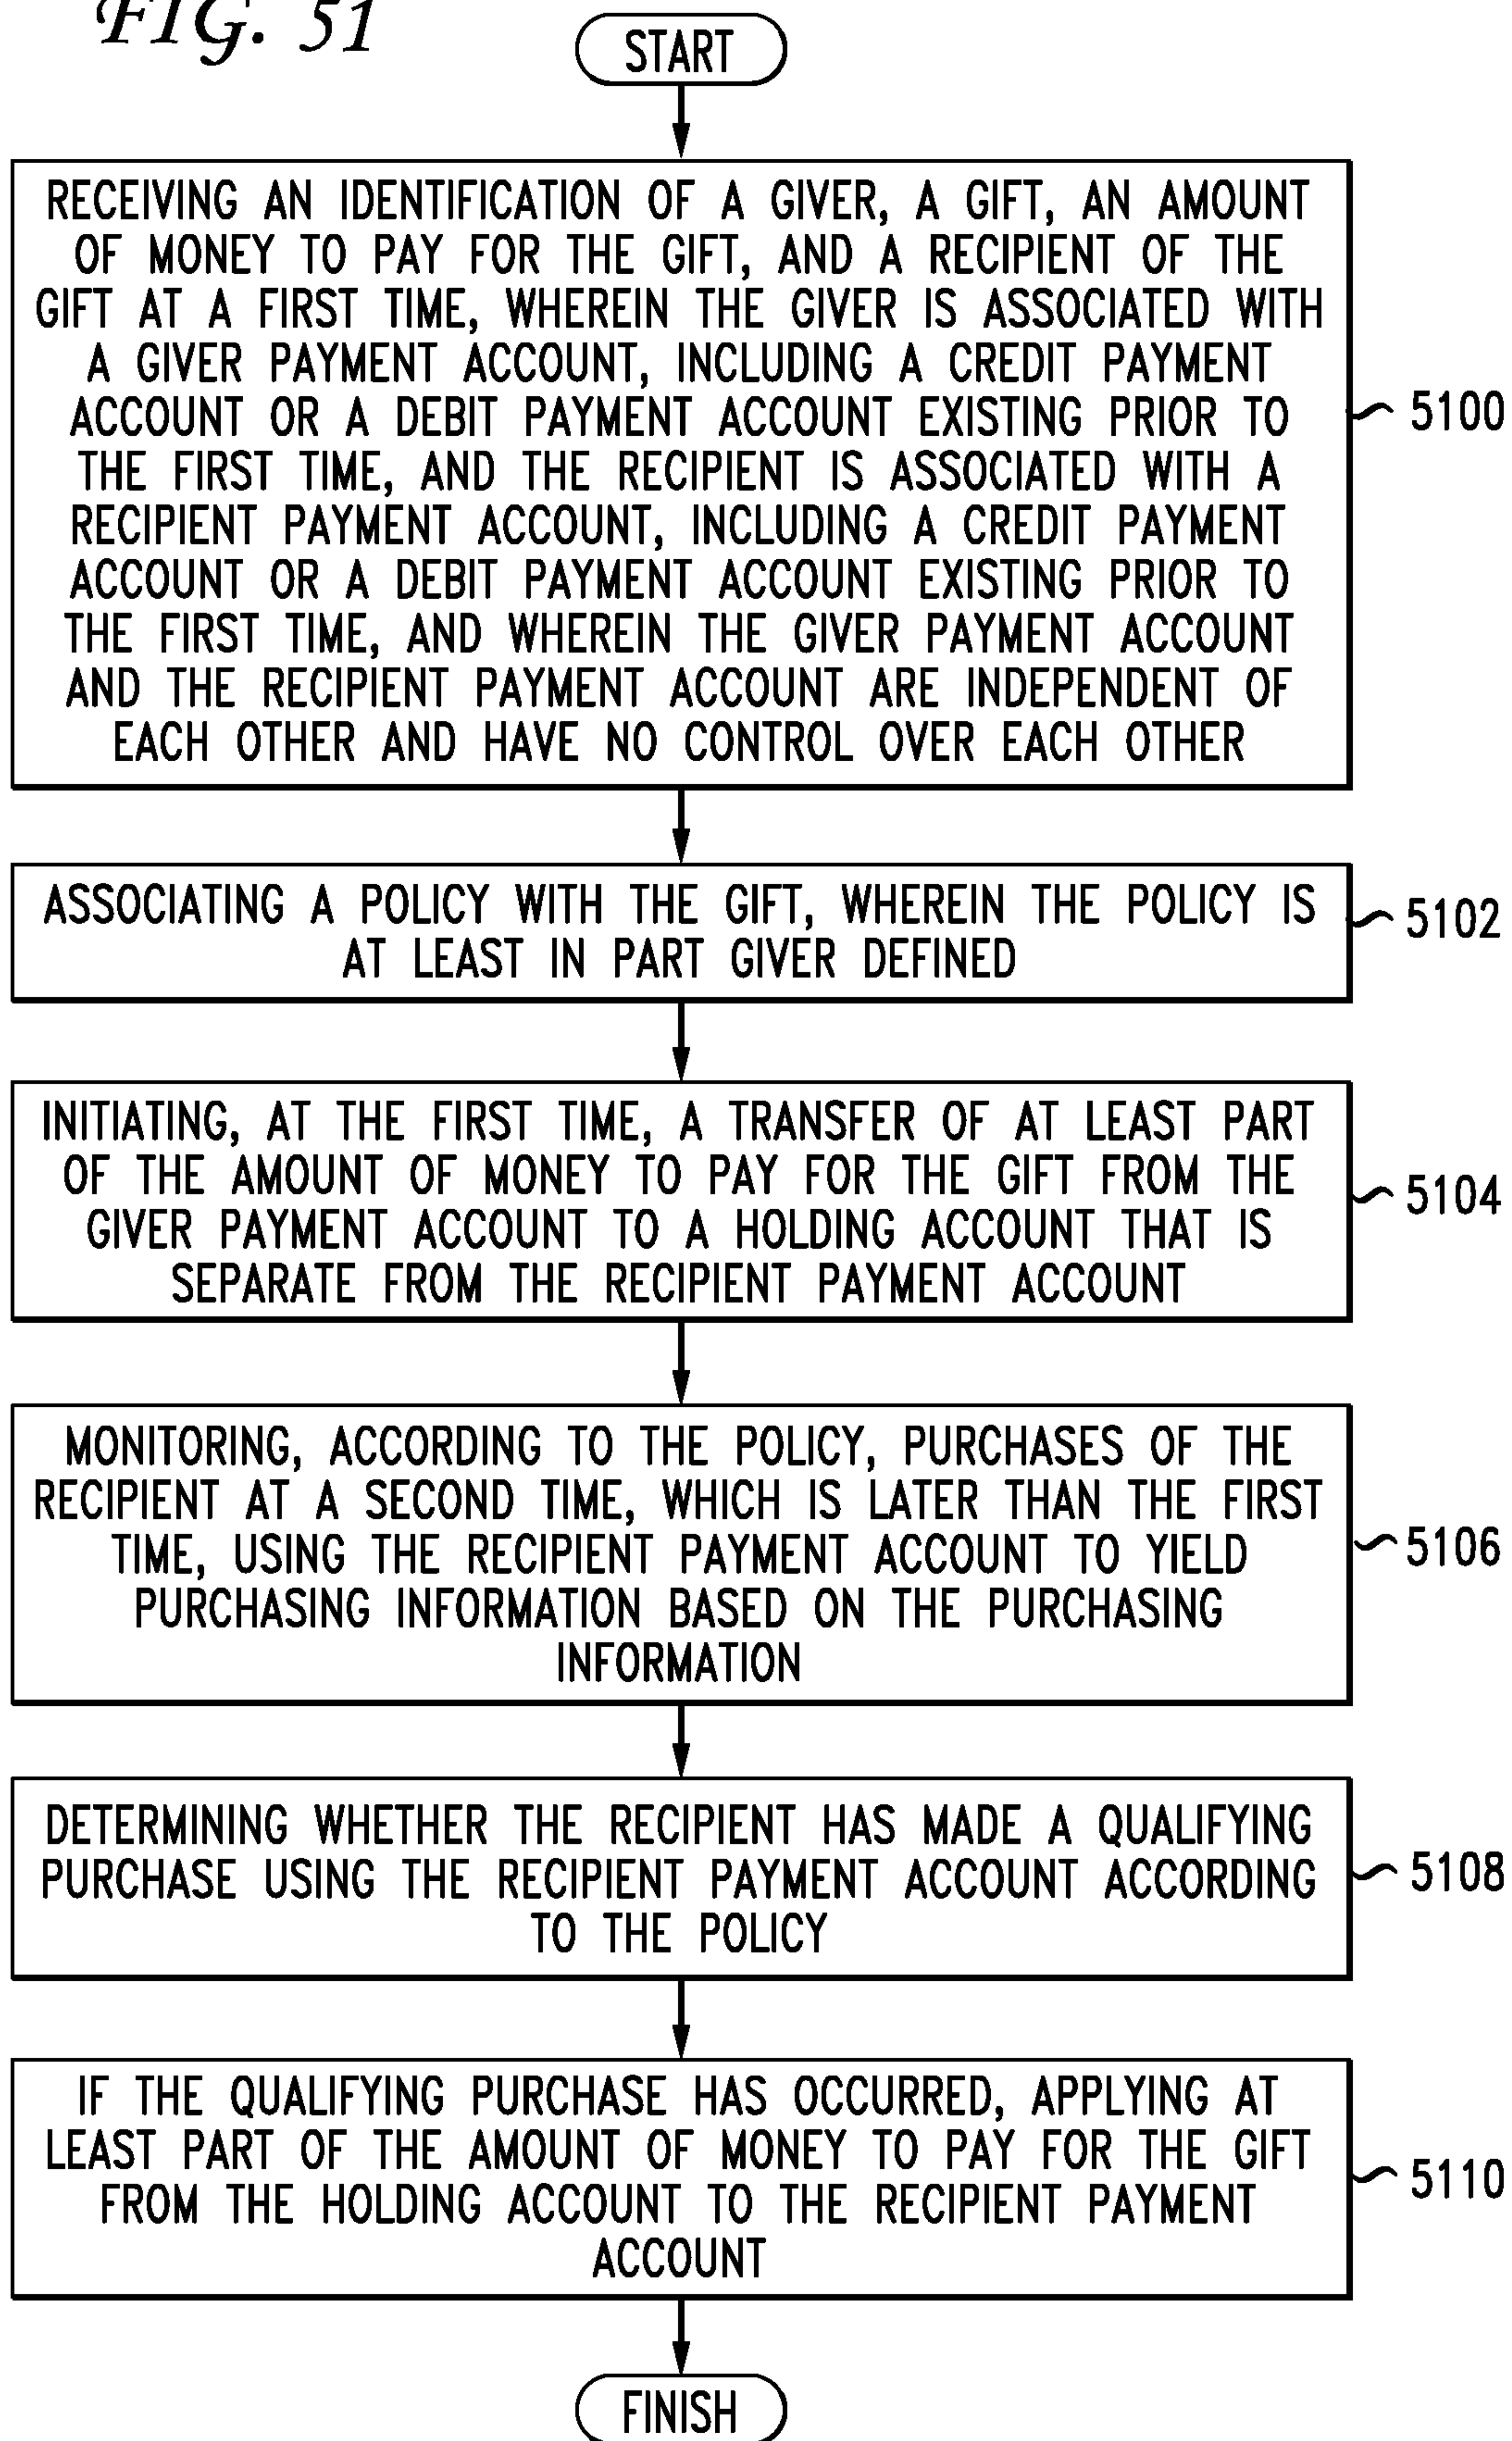 FIG. 51
START
RECEIVING AN IDENTIFICATION OF A GIVER, A GIFT, AN AMOUNT
OF MONEY TO PAY FOR THE GIFT, AND A RECIPIENT OF THE
GIFT AT A FIRST TIME, WHEREIN THE GIVER IS ASSOCIATED WITH
A GIVER PAYMENT ACCOUNT, INCLUDING A CREDIT PAYMENT
ACCOUNT OR A DEBIT PAYMENT ACCOUNT EXISTING PRIOR TO
THE FIRST TIME, AND THE RECIPIENT IS ASSOCIATED WITH A
RECIPIENT PAYMENT ACCOUNT, INCLUDING A CREDIT PAYMENT
ACCOUNT OR A DEBIT PAYMENT ACCOUNT EXISTING PRIOR TO
THE FIRST TIME, AND WHEREIN THE GIVER PAYMENT ACCOUNT
AND THE RECIPIENT PAYMENT ACCOUNT ARE INDEPENDENT OF
EACH OTHER AND HAVE NO CONTROL OVER EACH OTHER
5100
ASSOCIATING A POLICY WITH THE GIFT, WHEREIN THE POLICY IS
AT LEAST IN PART GIVER DEFINED
5102
INITIATING, AT THE FIRST TIME, A TRANSFER OF AT LEAST PART
OF THE AMOUNT OF MONEY TO PAY FOR THE GIFT FROM THE
GIVER PAYMENT ACCOUNT TO A HOLDING ACCOUNT THAT IS
SEPARATE FROM THE RECIPIENT PAYMENT ACCOUNT
5104
MONITORING, ACCORDING TO THE POLICY, PURCHASES OF THE
RECIPIENT AT A SECOND TIME, WHICH IS LATER THAN THE FIRST
TIME, USING THE RECIPIENT PAYMENT ACCOUNT TO YIELD
PURCHASING INFORMATION BASED ON THE PURCHASING
INFORMATION
5106
DETERMINING WHETHER THE RECIPIENT HAS MADE A QUALIFYING
PURCHASE USING THE RECIPIENT PAYMENT ACCOUNT ACCORDING
TO THE POLICY
5108
IF THE QUALIFYING PURCHASE HAS OCCURRED, APPLYING AT
LEAST PART OF THE AMOUNT OF MONEY TO PAY FOR THE GIFT
FROM THE HOLDING ACCOUNT TO THE RECIPIENT PAYMENT
ACCOUNT
5110
FINISH